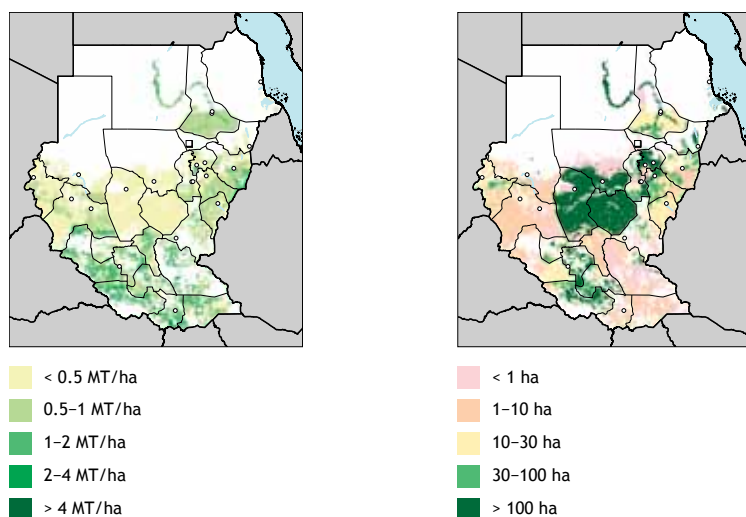 < 0.5 MT/ha
0.5–1 MT/ha
1–2 MT/ha
2–4 MT/ha
> 4 MT/ha
< 1 ha
1–10 ha
10–30 ha
30–100 ha
> 100 ha